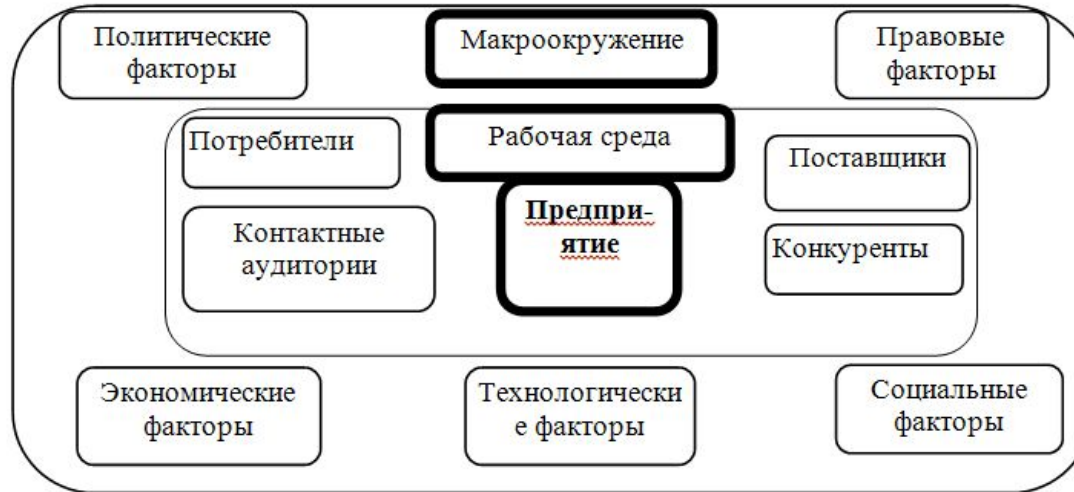 Политические
факторы
Макроокружение
Правовые
факторы
Потребители
Рабочая среда
Поставщики
Контактные
аудитории
Предпри-
ятие
Конкуренты
Экономические
факторы
Технологически
е факторы
Социальные
факторы